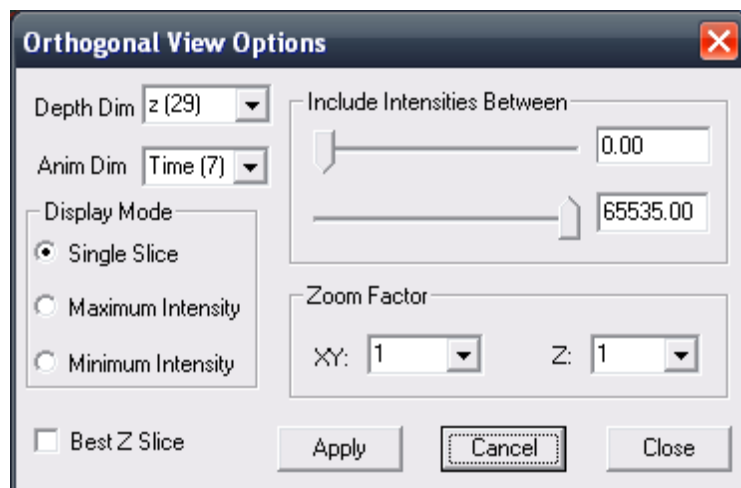 Orthogonal View Options
Depth Dim z (29)
Anim Dim Time (7)
Display Mode
Single Slice
Maximum Intensity
Minimum Intensity
Best Z Slice
Include Intensities Between
0.00
65535.00
Zoom Factor
XY: 1 Z: 1
Apply Cancel Close